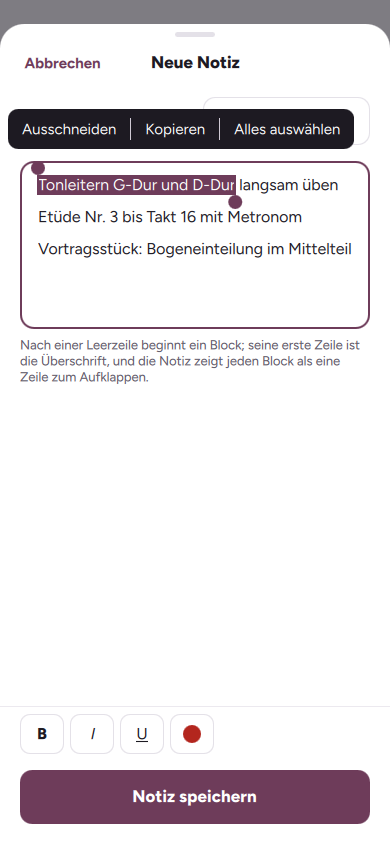 Abbrechen
Neue Notiz
Ausschneiden
Kopieren
Alles auswählen
Tonleitern G-Dur und D-Dur langsam üben
Etüde Nr. 3 bis Takt 16 mit Metronom
Vortragsstück: Bogeneinteilung im Mittelteil
Nach einer Leerzeile beginnt ein Block; seine erste Zeile ist
die Überschrift, und die Notiz zeigt jeden Block als eine
Zeile zum Aufklappen.
B
I
U
Notiz speichern